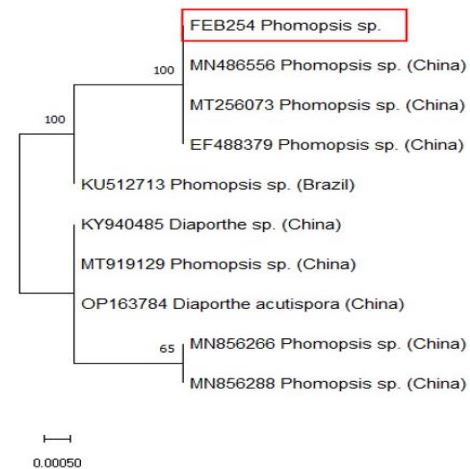 FEB254 Phomopsis sp.
100
MN486556 Phomopsis sp. (China)
MT256073 Phomopsis sp. (China)
100
EF488379 Phomopsis sp. (China)
KU512713 Phomopsis sp. (Brazil)
KY940485 Diaporthe sp. (China)
MT919129 Phomopsis sp. (China)
OP163784 Diaporthe acutispora (China)
65
MN856266 Phomopsis sp. (China)
MN856288 Phomopsis sp. (China)
0.00050